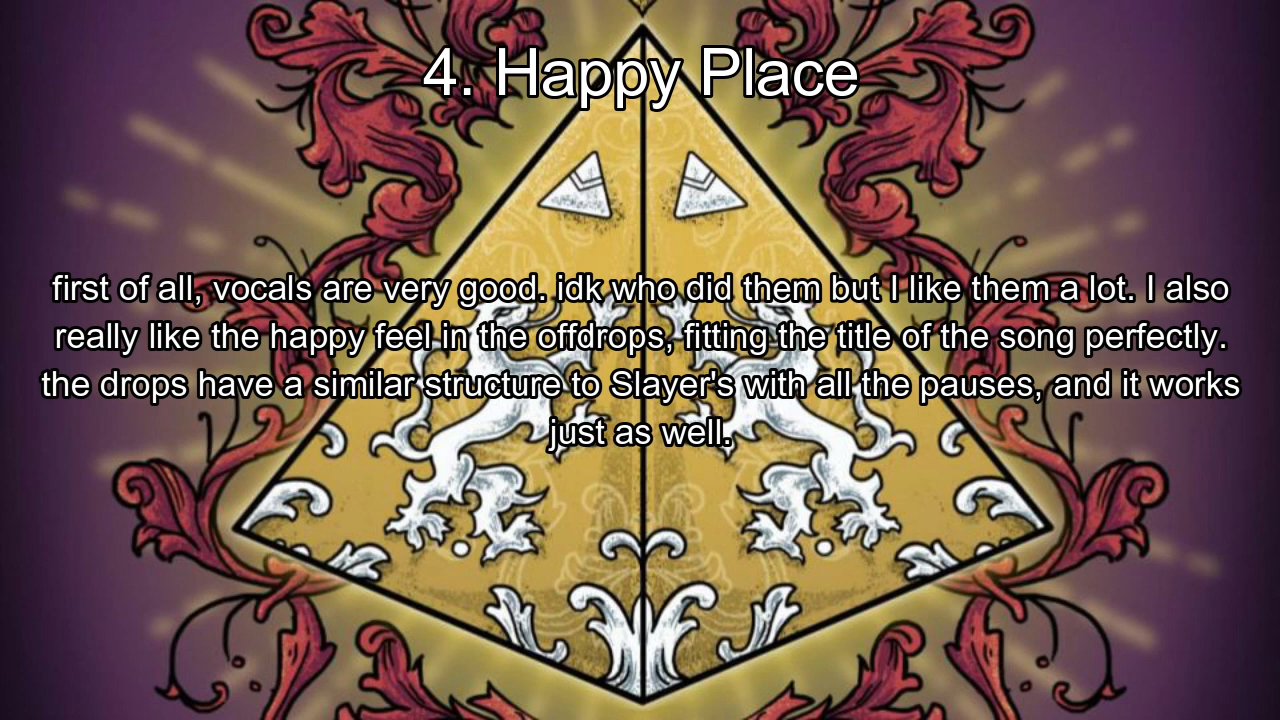 4. Happy Place
first of all, vocals are very good. idk who did them but I like them a lot. I also
really like the happy feel in the offdrops, fitting the title of the song perfectly.
the drops have a similar structure to Slayer's with all the pauses, and it works
just as well.